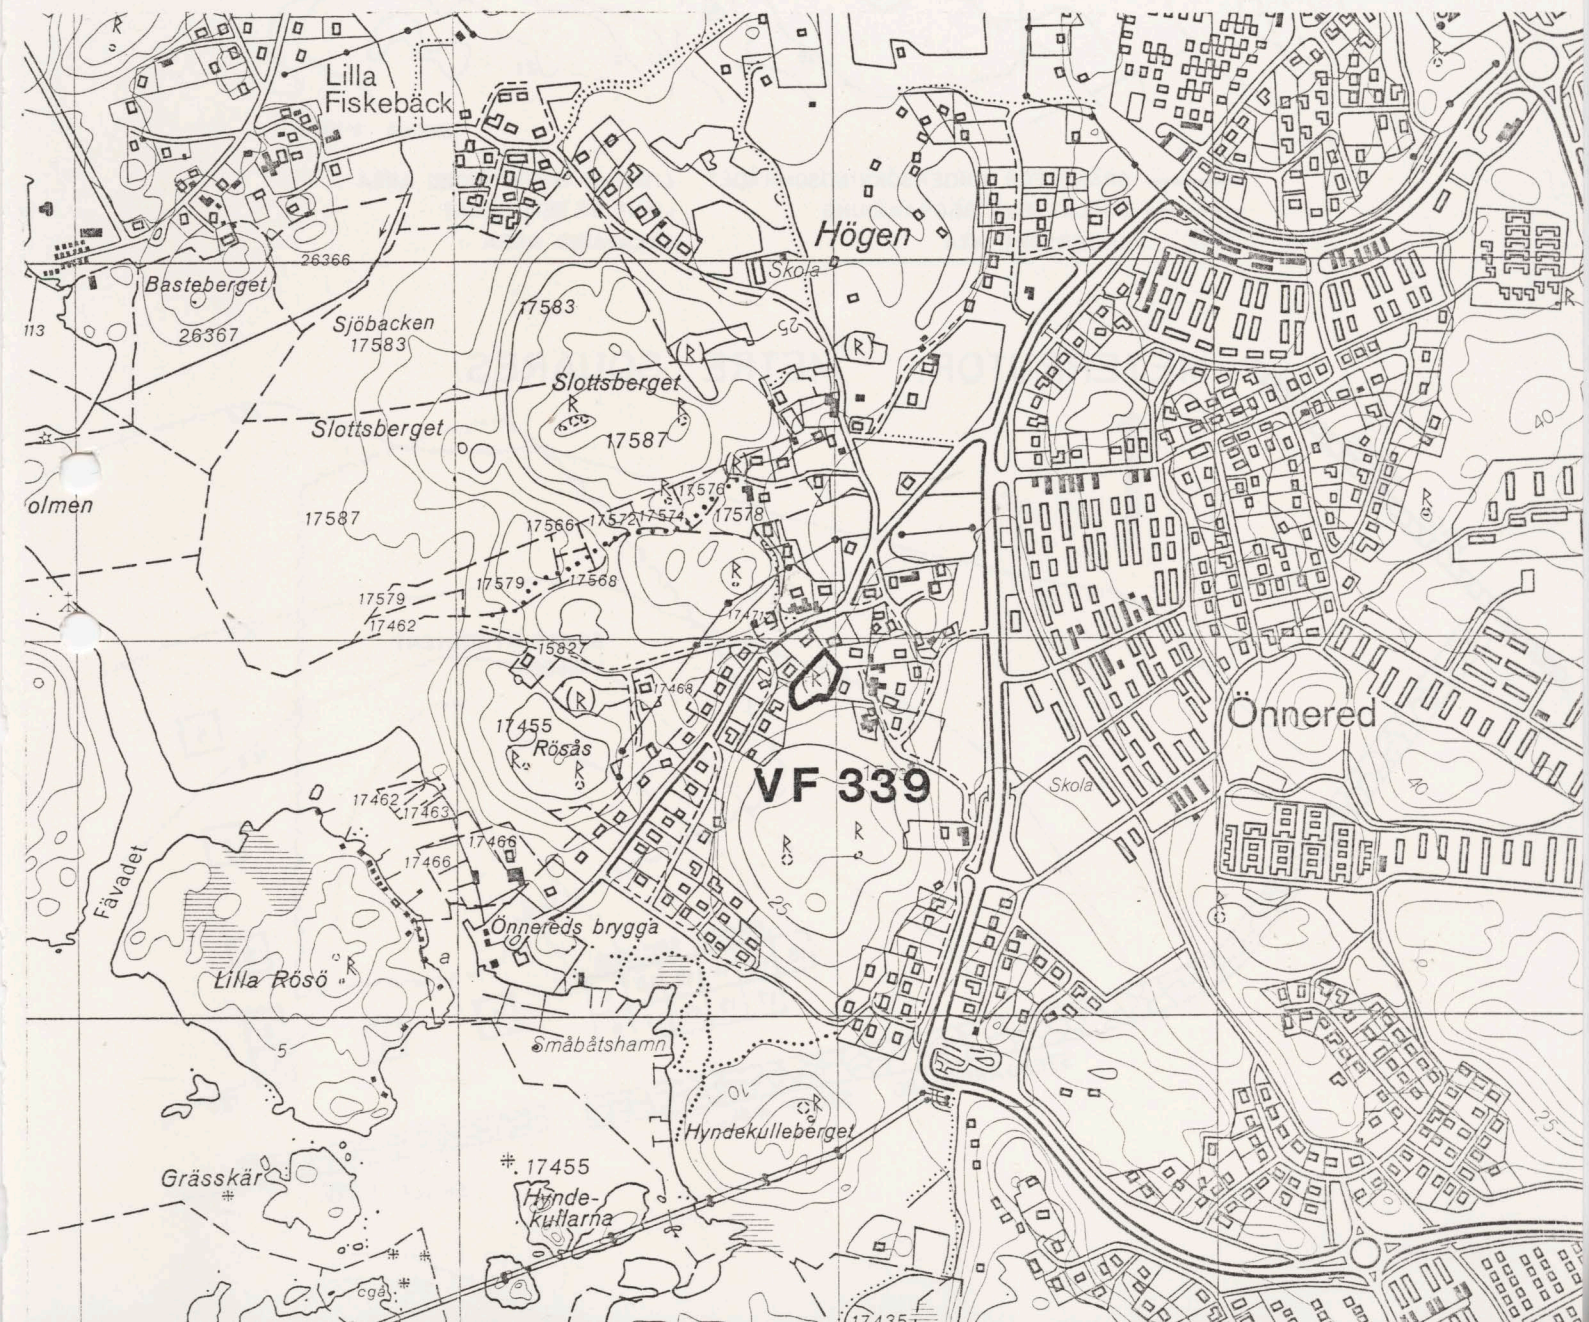 R
Lilla
Fiskebäck
Högen
Skola
26366
Basteberget
26367
113
17583
25
Sjöbacken
17583
R
R
Slottsberget
R
R
17587
Slottsberget
40
R
olmen
17587
R
17576
17578
17566
17572
17574
R
R
17579
17568
17579
17462
17471
15827
R
17468
R
17455
Rösås
R
R
Önnered
VF 339
Skola
40
17462
17463
17466
17466
R
R
25
Fävadet
Önnereds bryggа
R
a
Lilla Rösö
R
5
Småbåtshamn
10
R
Hyndekulleberget
25
Grässkär
17455
Hynde-
kullarna
cga
17435